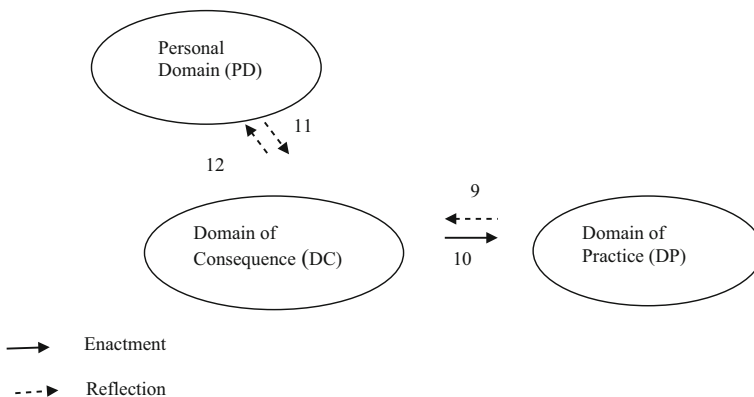 Personal
Domain (PD)
11
12
9
Domain of
Consequence (DC)
Domain of
Practice (DP)
10
Enactment
Reflection